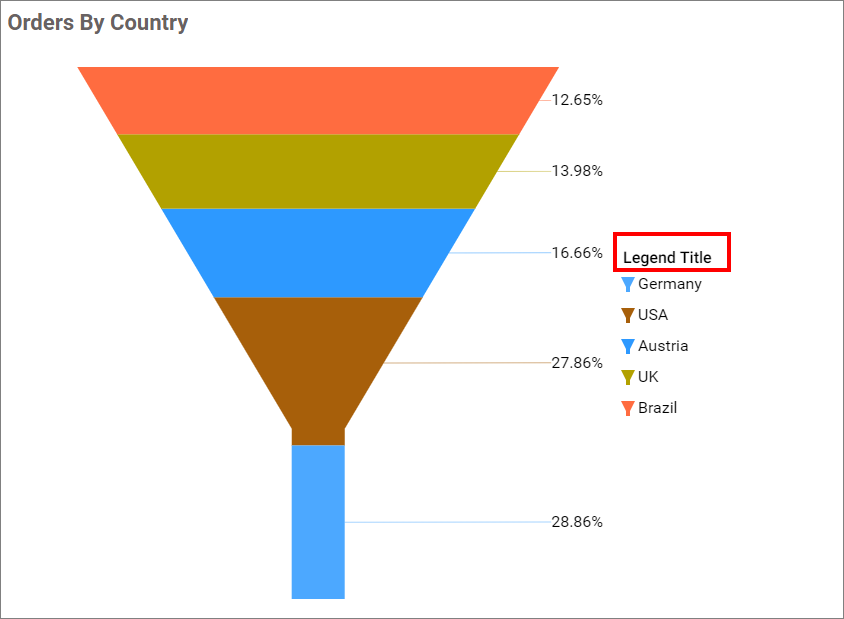 Orders By Country
12.65%
13.98%
16.66%
27.86%
28.86%
Legend Title
Germany
USA
Austria
UK
Brazil